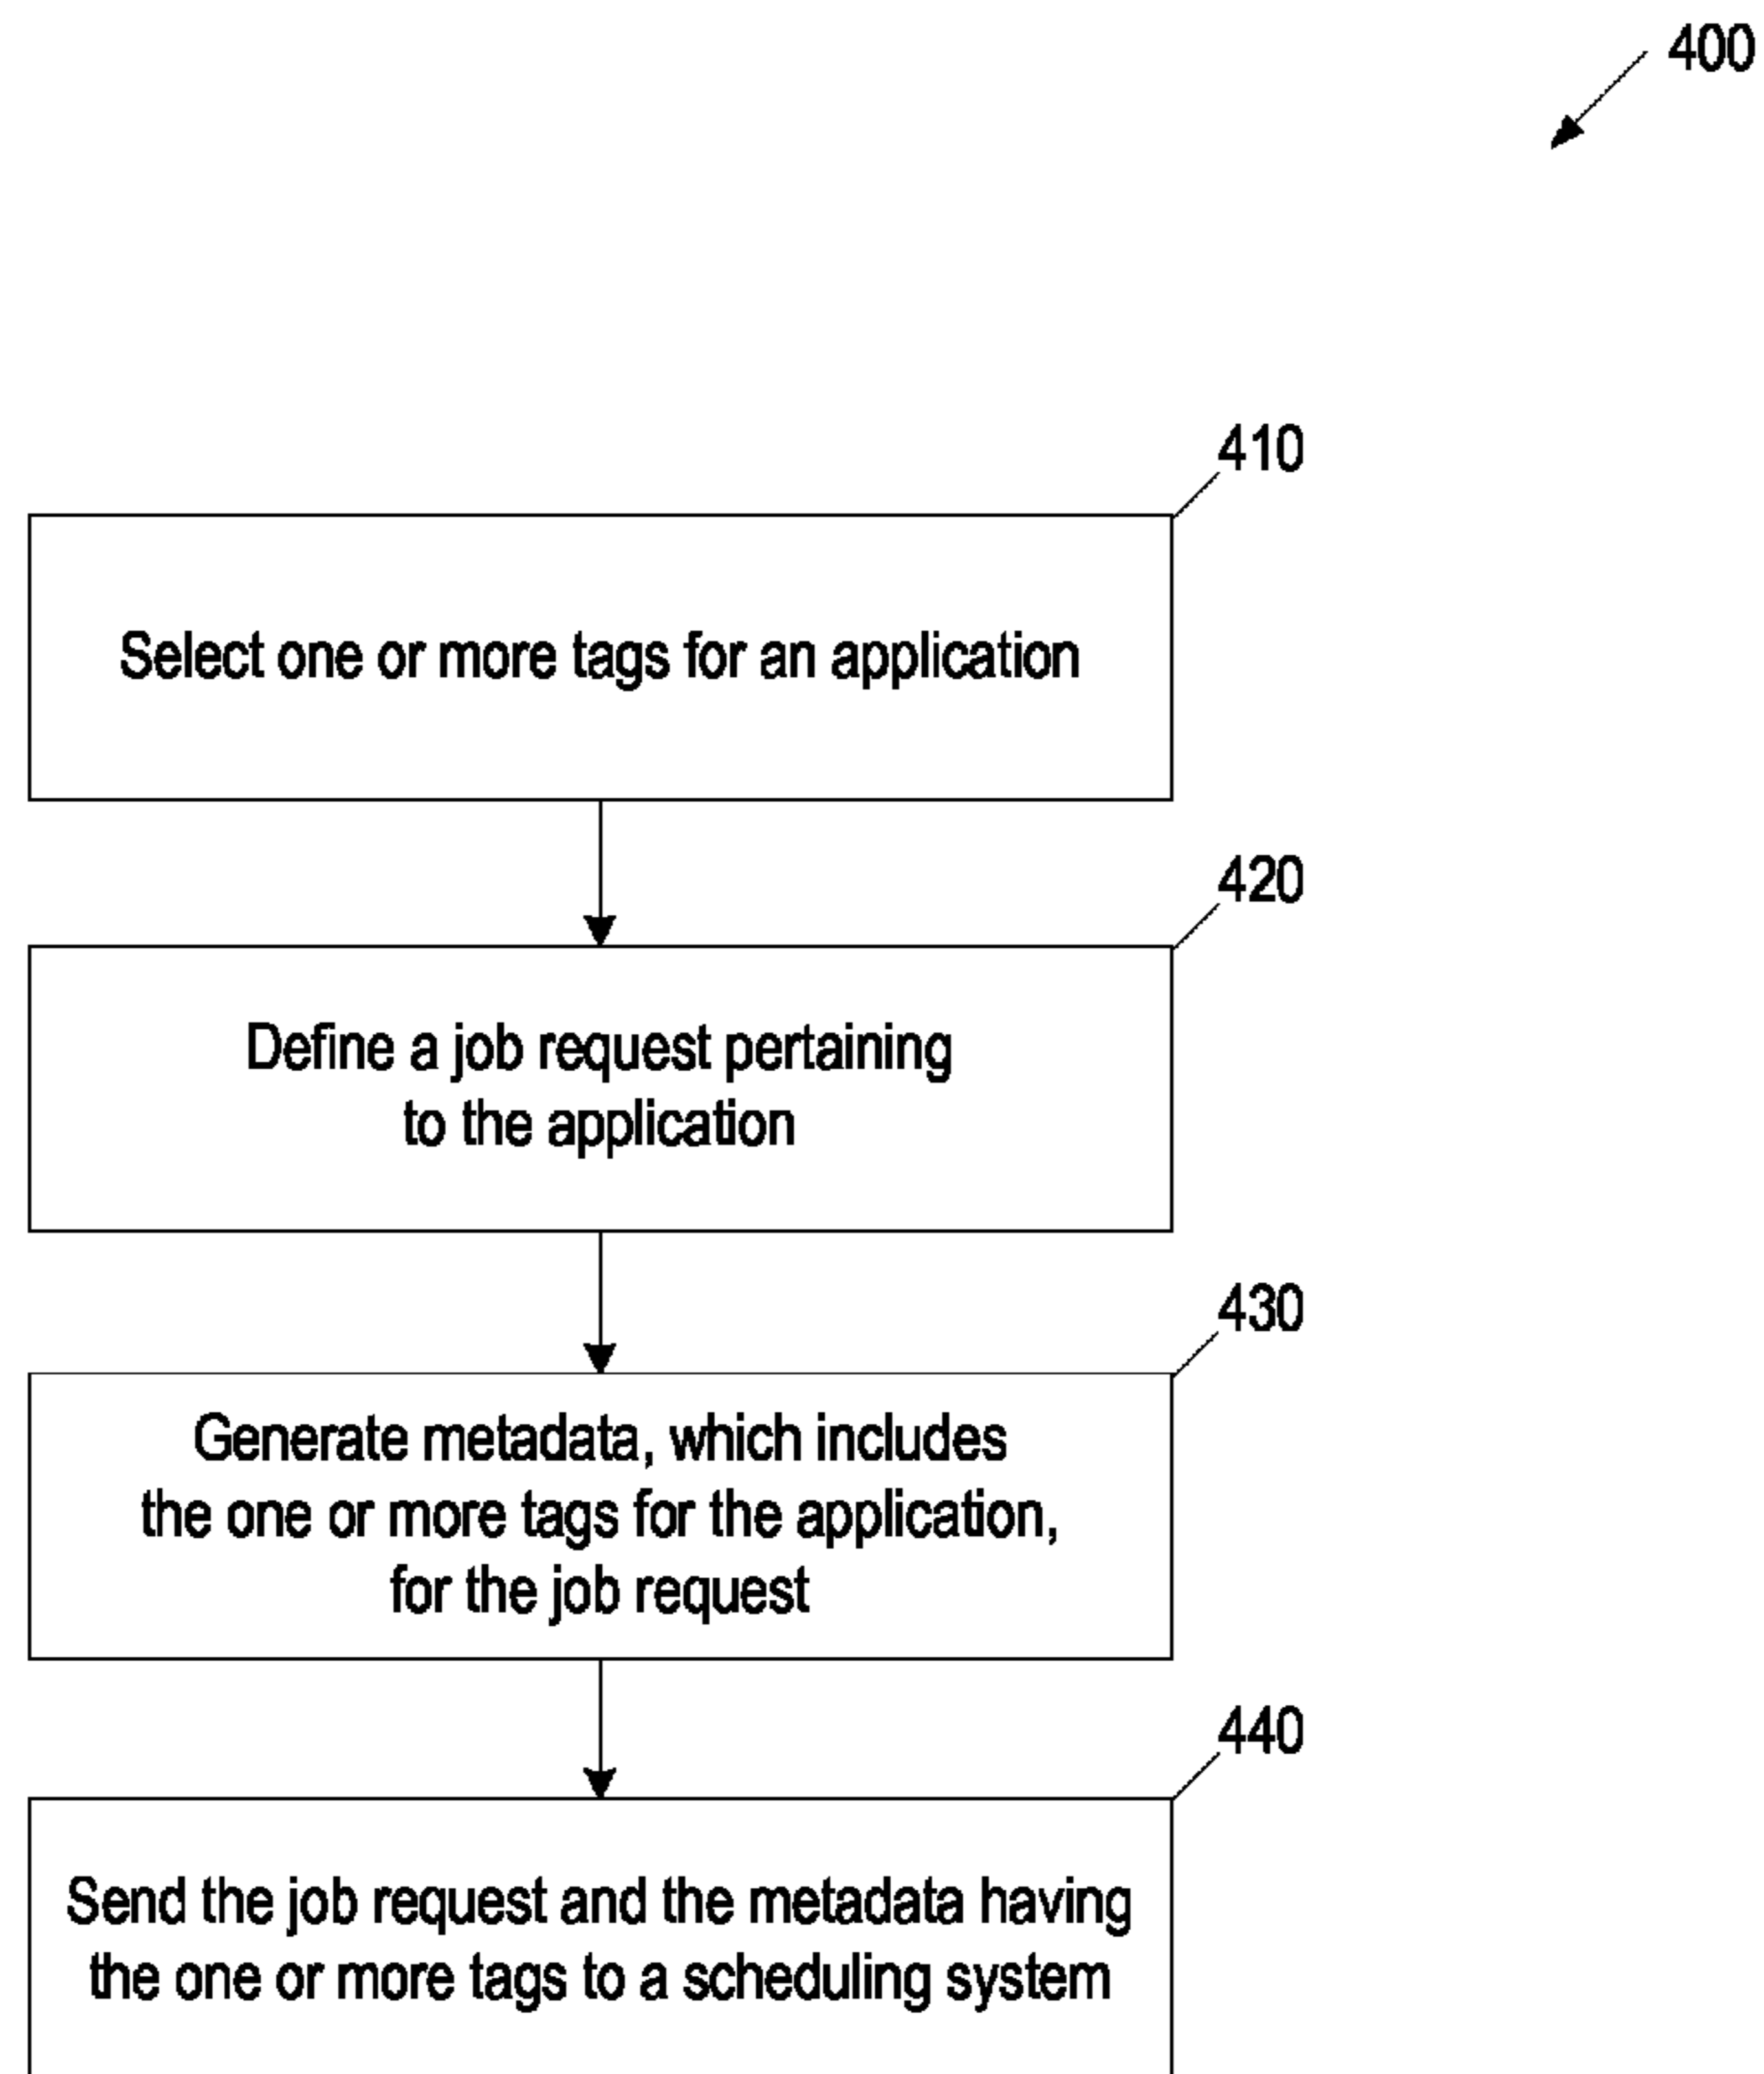 400
410
Select one or more tags for an application
420
Define a job request pertaining
to the application
430
Generate metadata, which includes
the one or more tags for the application,
for the job request
440
Send the job request and the metadata having
the one or more tags to a scheduling system